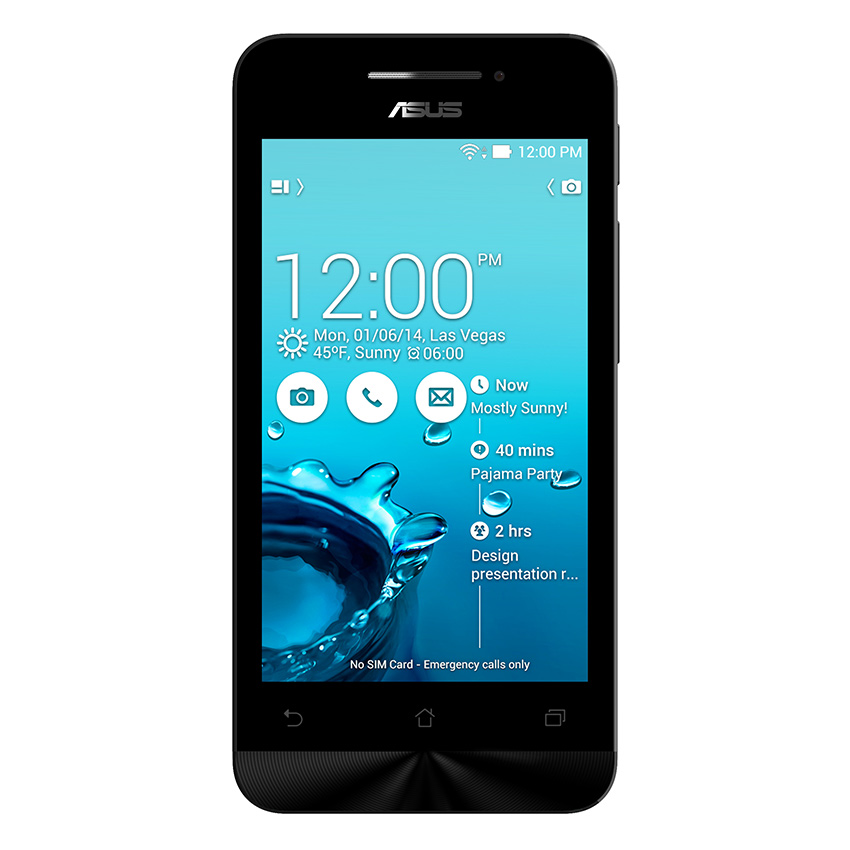 ASUS
12:00 PM
12:00 PM
Mon, 01/06/14, Las Vegas
45ºF, Sunny 06:00
Now
Mostly Sunny!
40 mins
Pajama Party
2 hrs
Design
presentation r...
No SIM Card - Emergency calls only